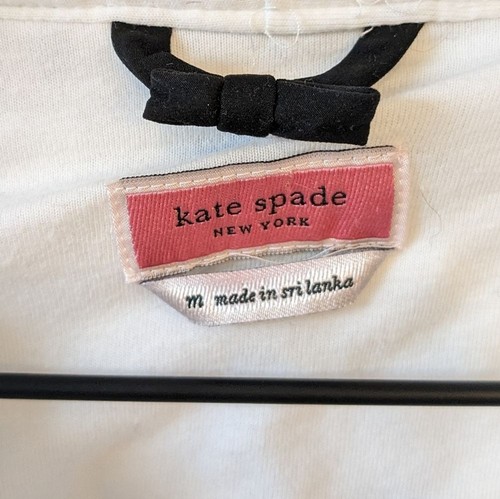 kate spade
NEW YORK
m made in sri lanka